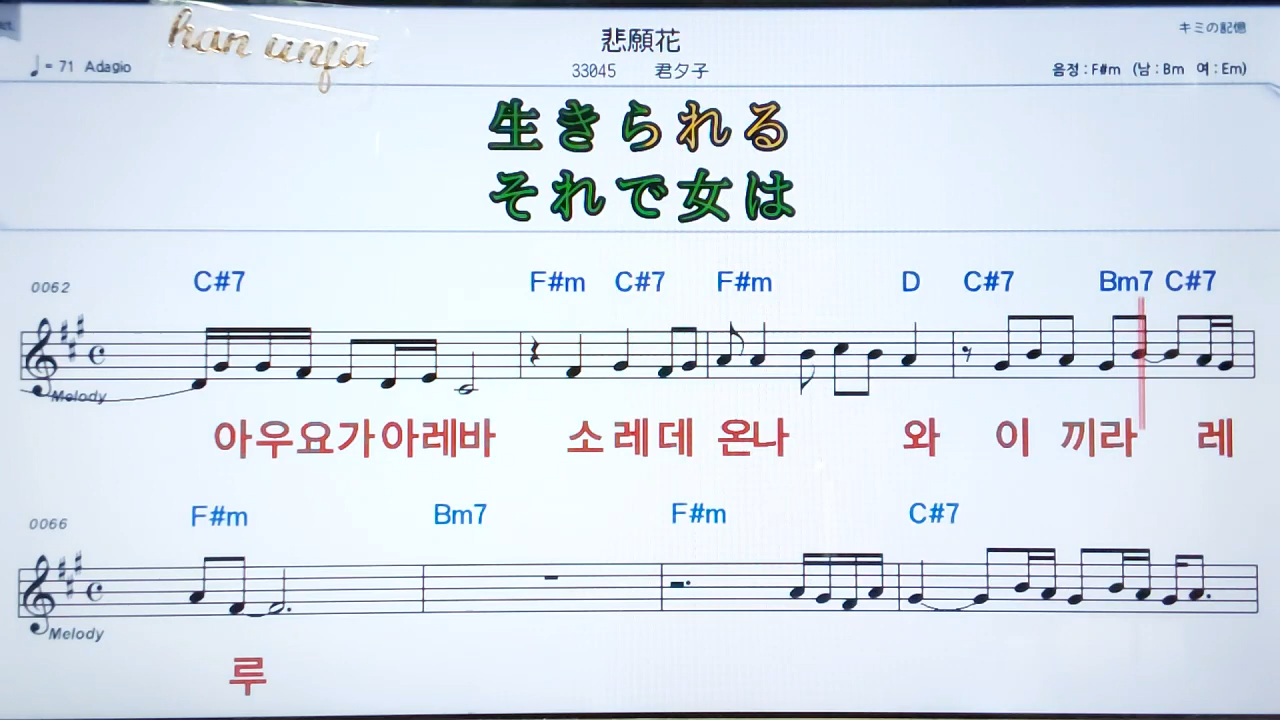 han unja
悲願花
キミの記憶
♩= 71 Adagio
33045 君夕子
음정 : F#m (남 : Bm 여 : Em)
生きられる
それで女は
0062 C#7 F#m C#7 F#m D C#7 Bm7 C#7
Melody
아우요가아레바 소레데 온나 와 이 끼라 레
0066 F#m Bm7 F#m C#7
Melody
루